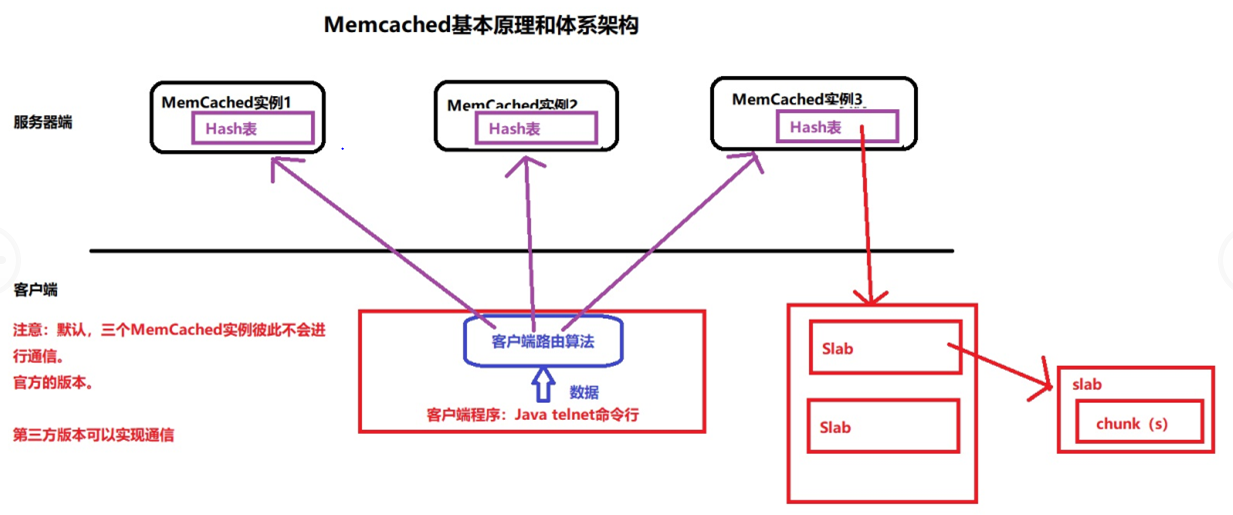 Memcached基本原理和体系架构
服务器端
MemCached实例1
Hash表
MemCached实例2
Hash表
MemCached实例3
Hash表
客户端
注意：默认，三个MemCached实例彼此不会进
行通信。
官方的版本。
第三方版本可以实现通信
客户端路由算法
数据
客户端程序：Java telnet命令行
Slab
Slab
slab
chunk（s）